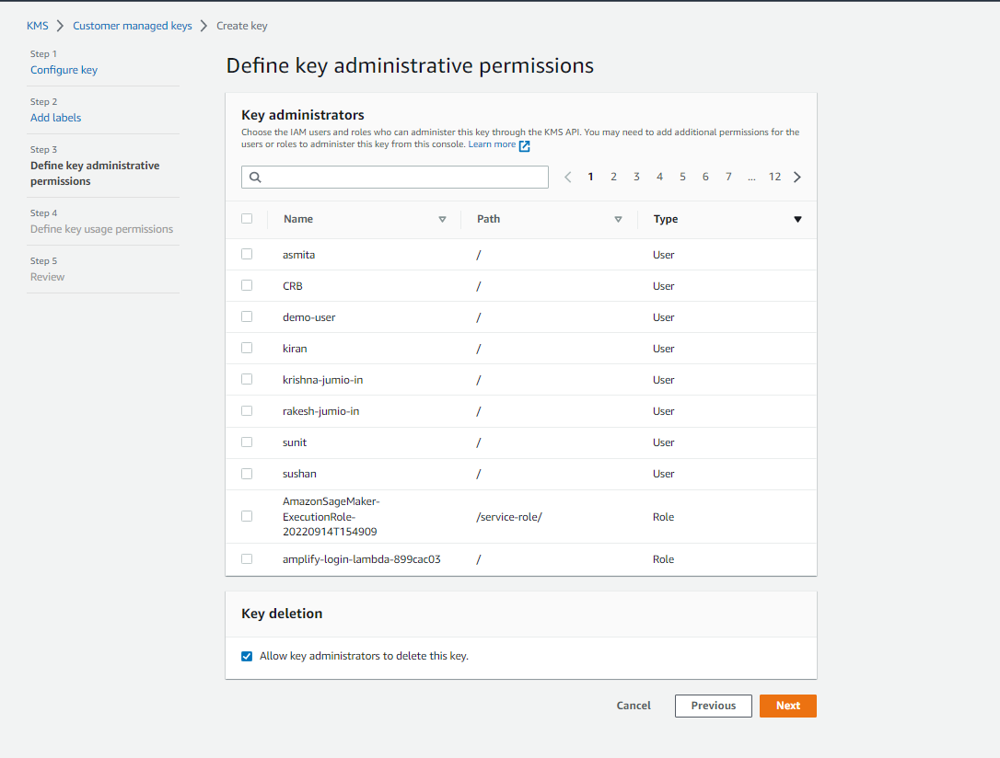 KMS > Customer managed keys > Create key
Step 1
Configure key
Step 2
Add labels
Step 3
Define key administrative
permissions
Step 4
Define key usage permissions
Step 5
Review
Define key administrative permissions
Key administrators
Choose the IAM users and roles who can administer this key through the KMS API. You may need to add additional permissions for the
users or roles to administer this key from this console. Learn more
< 1 2 3 4 5 6 7 ... 12 >
Name Path Type
asmita / User
CRB / User
demo-user / User
kiran / User
krishna-jumio-in / User
rakesh-jumio-in / User
sunit / User
sushan / User
AmazonSageMaker-
ExecutionRole- /service-role/ Role
20220914T154909
amplify-login-lambda-899cac03 / Role
Key deletion
Allow key administrators to delete this key.
Cancel Previous Next